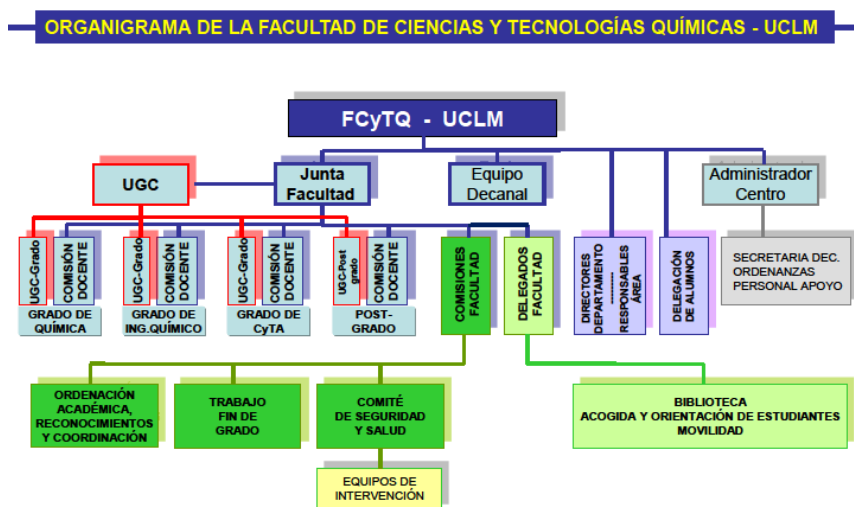 ORGANIGRAMA DE LA FACULTAD DE CIENCIAS Y TECNOLOGÍAS QUÍMICAS - UCLM
FCyTQ - UCLM
UGC
Junta
Facultad
Equipo
Decanal
Administrador
Centro
UGC-Grado
COMISIÓN
DOCENTE
GRADO DE
QUÍMICA
UGC-Grado
COMISIÓN
DOCENTE
GRADO DE
ING.QUÍMICO
UGC-Grado
COMISIÓN
DOCENTE
GRADO DE
CyTA
UGC-Post
grado
COMISIÓN
DOCENTE
POST-
GRADO
COMISIONES
FACULTAD
DELEGADOS
FACULTAD
DIRECTORES
DEPARTAMENTO
----------
RESPONSABLES
ÁREA
DELEGACIÓN
DE ALUMNOS
SECRETARIA DEC.
ORDENANZAS
PERSONAL APOYO
ORDENACIÓN
ACADÉMICA,
RECONOCIMIENTOS
Y COORDINACIÓN
TRABAJO
FIN DE
GRADO
COMITÉ
DE SEGURIDAD
Y SALUD
BIBLIOTECA
ACOGIDA Y ORIENTACIÓN DE ESTUDIANTES
MOVILIDAD
EQUIPOS DE
INTERVENCIÓN